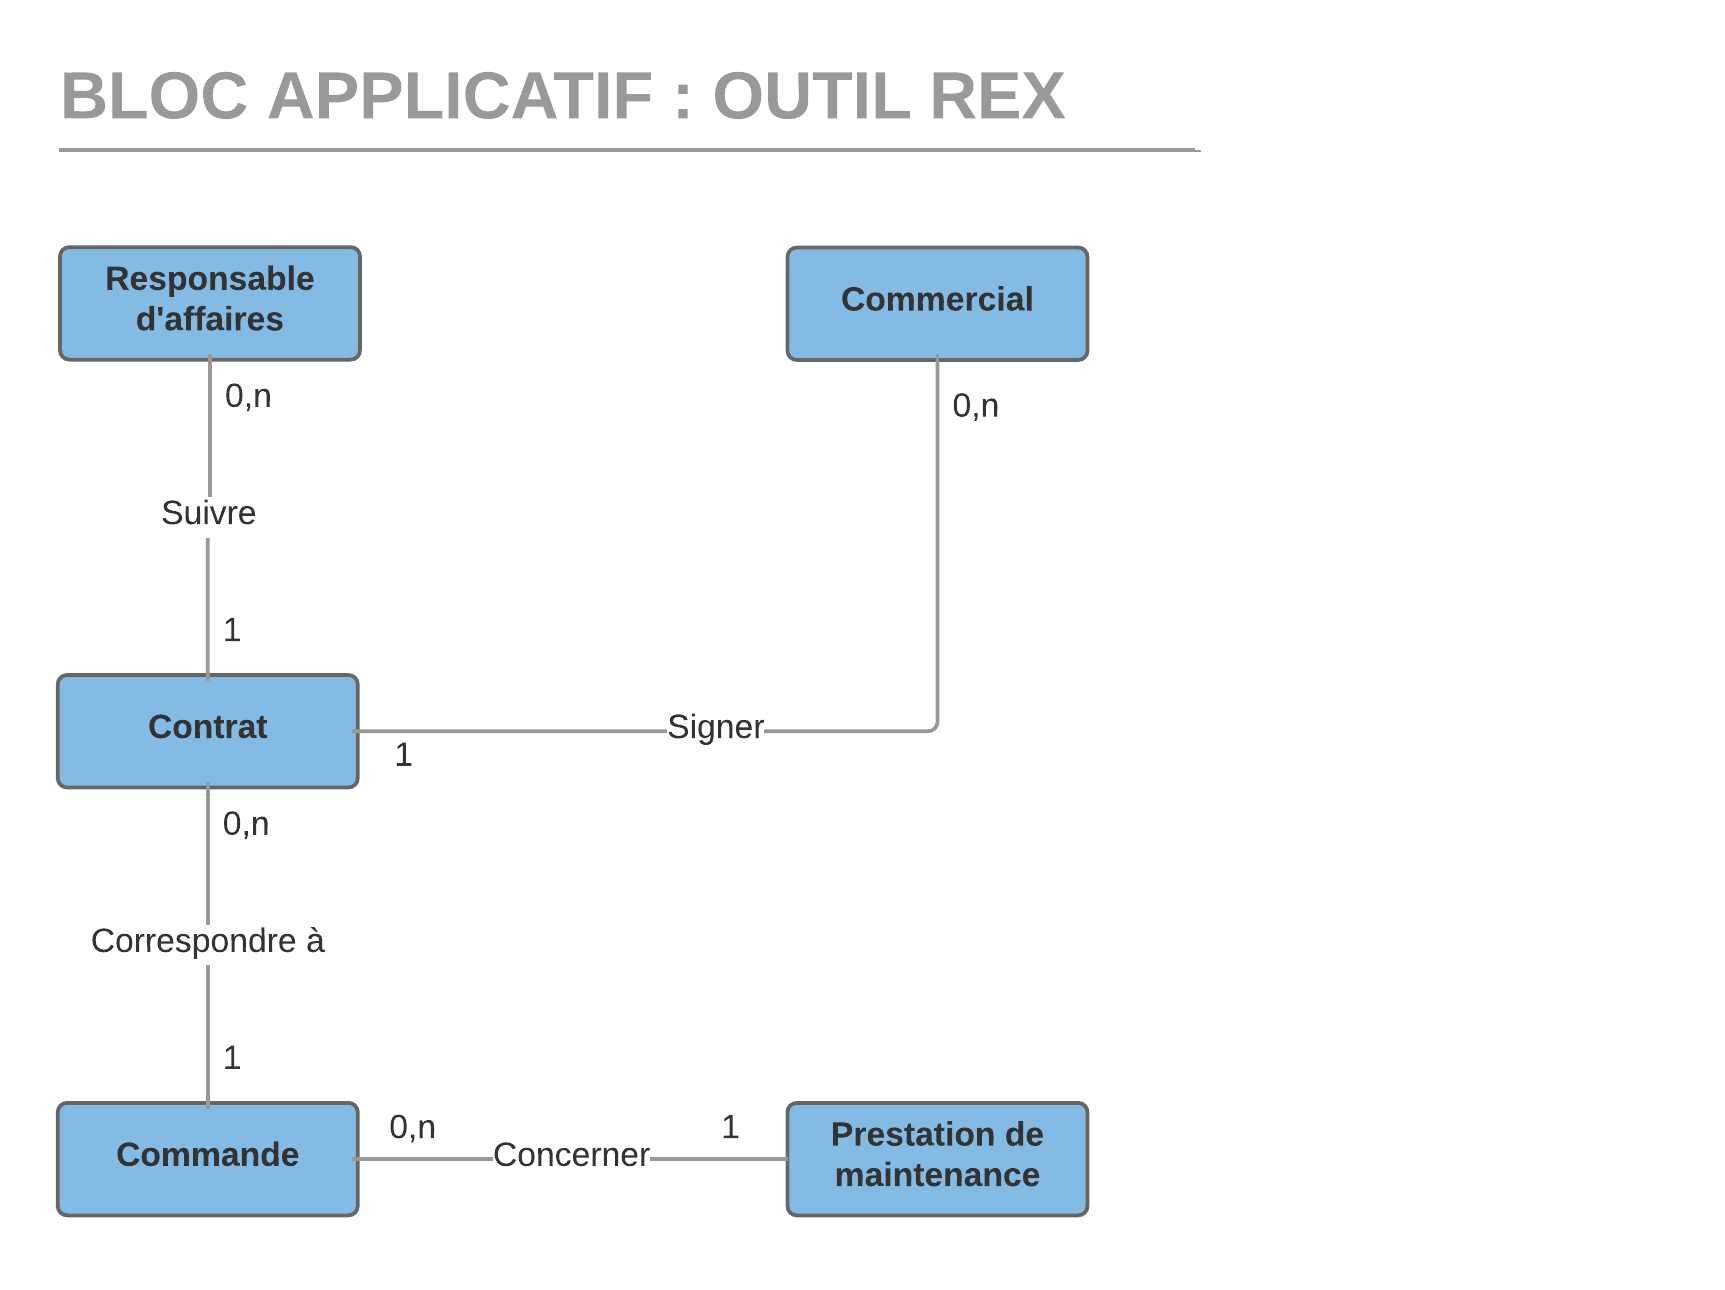 BLOC APPLICATIF : OUTIL REX
Responsable
d'affaires
Commercial
0,n
0,n
Suivre
1
Contrat
Signer
1
0,n
Correspondre à
1
Commande
0,n
Concerner
1
Prestation de
maintenance